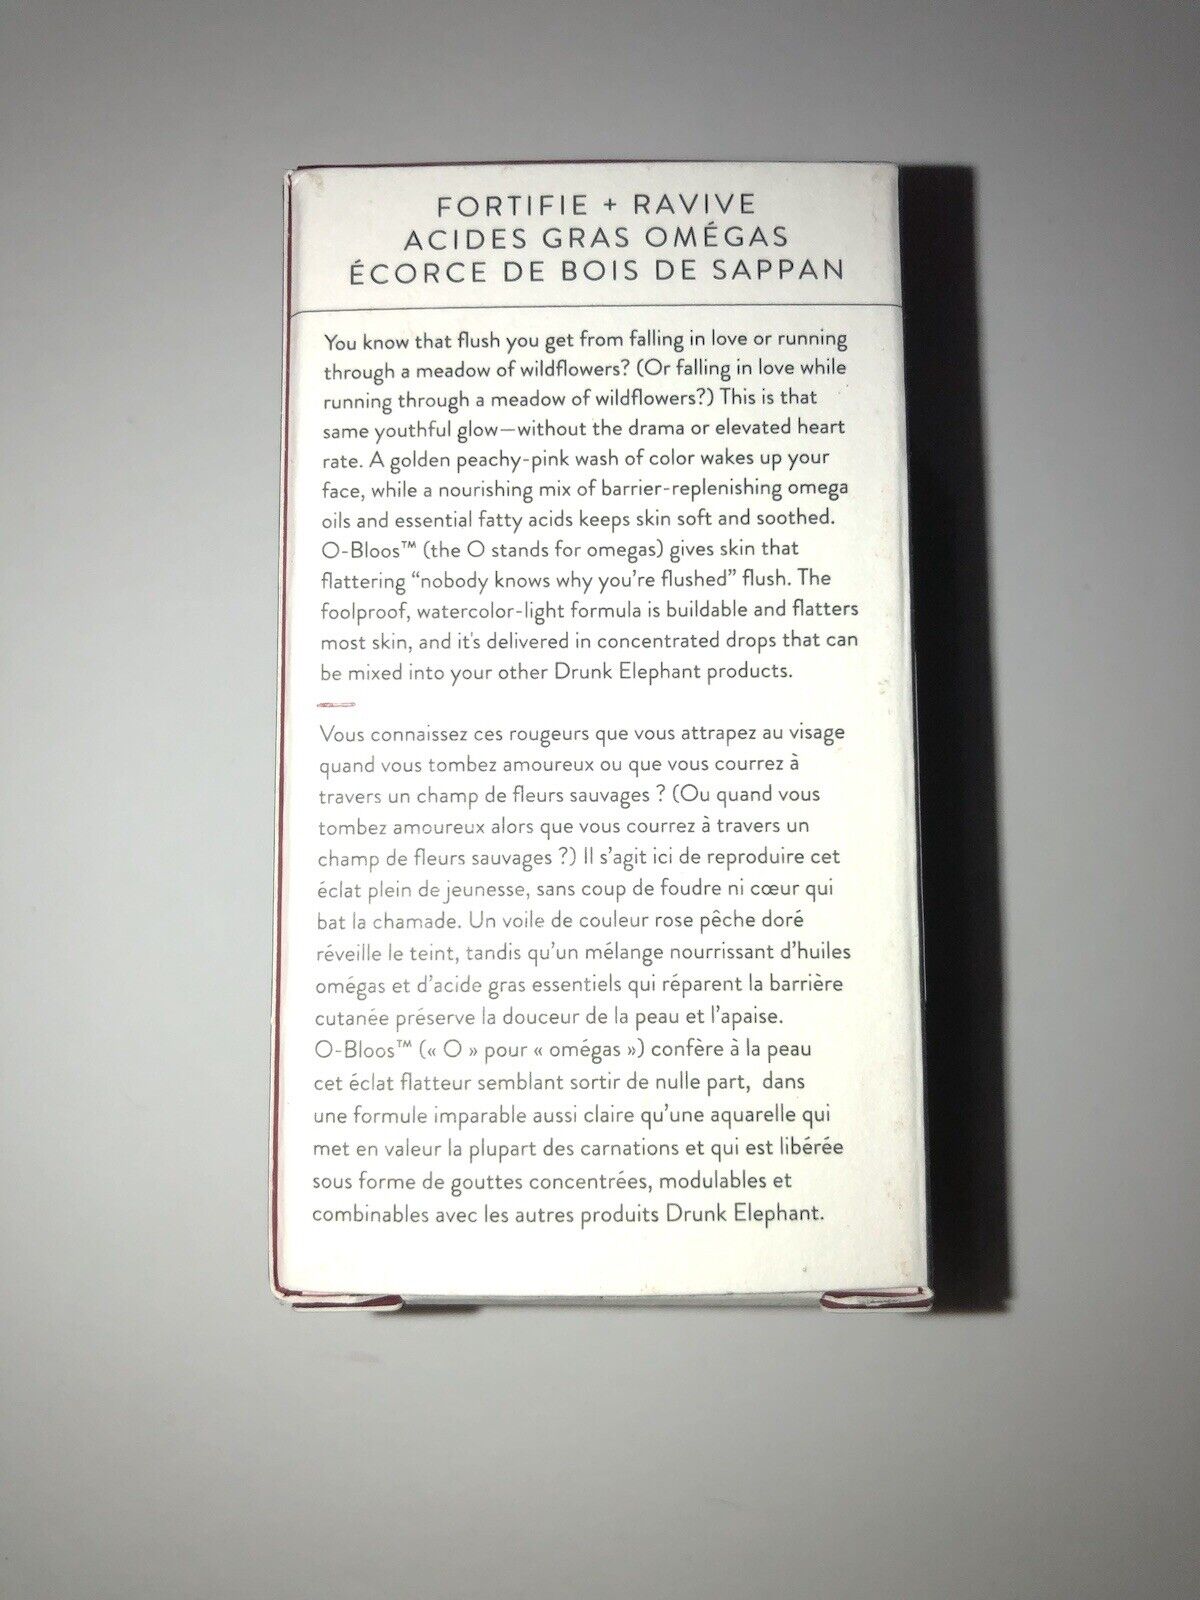 FORTIFIE + RAVIVE
ACIDES GRAS OMÉGAS
ÉCORCE DE BOIS DE SAPPAN
You know that flush you get from falling in love or running
through a meadow of wildflowers? (Or falling in love while
running through a meadow of wildflowers?) This is that
same youthful glow—without the drama or elevated heart
rate. A golden peachy-pink wash of color wakes up your
face, while a nourishing mix of barrier-replenishing omega
oils and essential fatty acids keeps skin soft and soothed.
O-Bloos™ (the O stands for omegas) gives skin that
flattering “nobody knows why you’re flushed” flush. The
foolproof, watercolor-light formula is buildable and flatters
most skin, and it's delivered in concentrated drops that can
be mixed into your other Drunk Elephant products.
Vous connaissez ces rougeurs que vous attrapez au visage
quand vous tombez amoureux ou que vous courrez à
travers un champ de fleurs sauvages ? (Ou quand vous
tombez amoureux alors que vous courrez à travers un
champ de fleurs sauvages ?) Il s’agit ici de reproduire cet
éclat plein de jeunesse, sans coup de foudre ni cœur qui
bat la chamade. Un voile de couleur rose pêche doré
réveille le teint, tandis qu’un mélange nourrissant d’huiles
omégas et d’acide gras essentiels qui réparent la barrière
cutanée préserve la douceur de la peau et l’apaise.
O-Bloos™ (« O » pour « omégas ») confère à la peau
cet éclat flatteur semblant sortir de nulle part, dans
une formule imparable aussi claire qu’une aquarelle qui
met en valeur la plupart des carnations et qui est libérée
sous forme de gouttes concentrées, modulables et
combinables avec les autres produits Drunk Elephant.